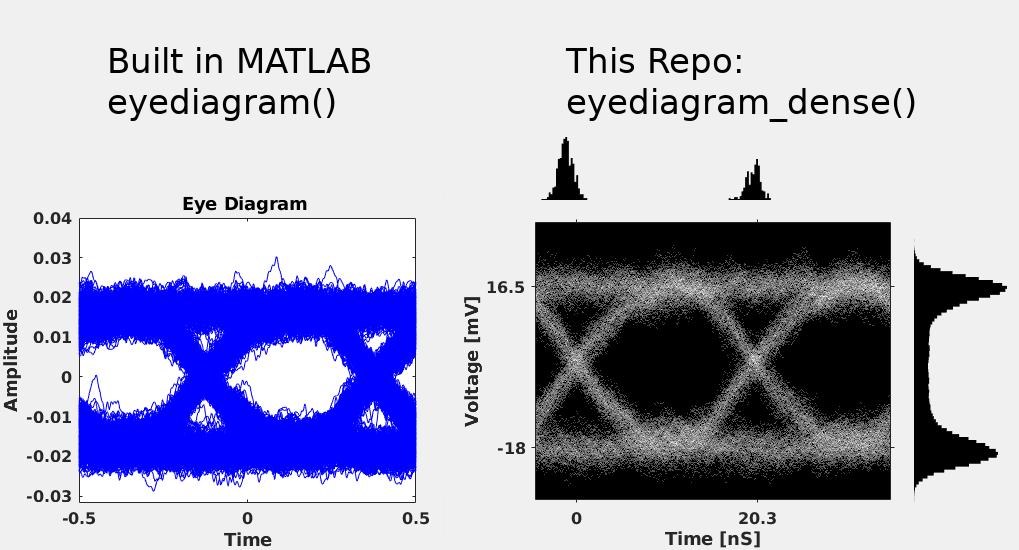 Built in MATLAB
eyediagram()
This Repo:
eyediagram_dense()
Eye Diagram
0.04
0.03
0.02
0.01
0
-0.01
-0.02
-0.03
Amplitude
-0.5
0
0.5
Time
16.5
-18
Voltage [mV]
0
20.3
Time [nS]